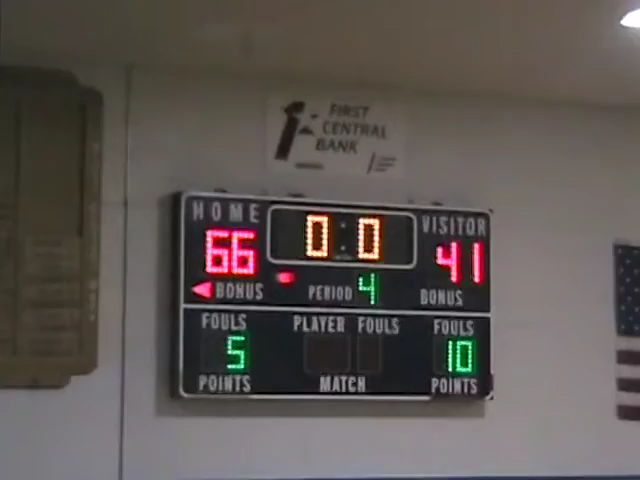 FIRST
CENTRAL
BANK
HOME 0:0 VISITOR
66 41
BONUS PERIOD 4 BONUS
FOULS PLAYER FOULS FOULS
5 10
POINTS MATCH POINTS